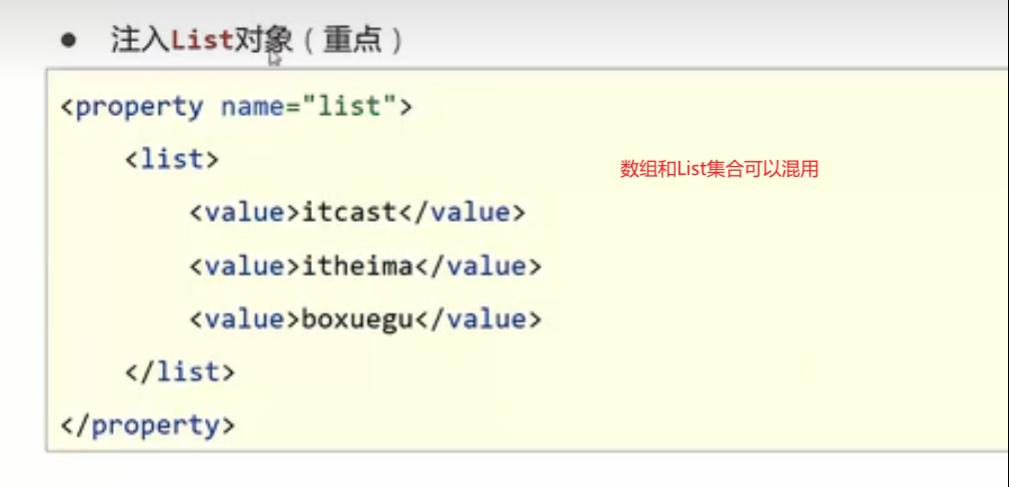 ● 注入List对象（重点）
<property name="list">
<list>
数组和List集合可以混用
<value>itcast</value>
<value>itheima</value>
<value>boxuegu</value>
</list>
</property>